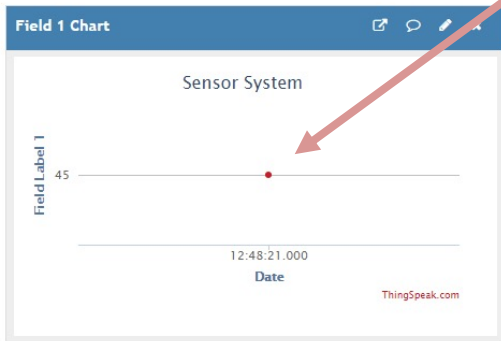 Field 1 Chart
Sensor System
Field Label 1
45
12:48:21.000
Date
ThingSpeak.com